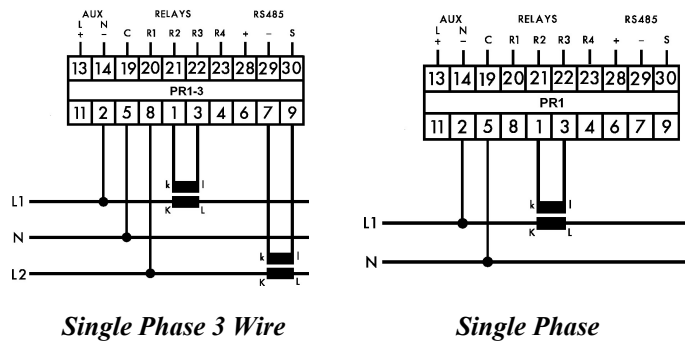 AUX RELAYS RS485
L N
+ − C R1 R2 R3 R4 + − S
13 14 19 20 21 22 23 28 29 30
PR1-3
11 2 5 8 1 3 4 6 7 9
k l
L1
K L
N
k l
L2
K L
Single Phase 3 Wire
AUX RELAYS RS485
L N
+ − C R1 R2 R3 R4 + − S
13 14 19 20 21 22 23 28 29 30
PR1
11 2 5 8 1 3 4 6 7 9
k l
L1
K L
N
Single Phase